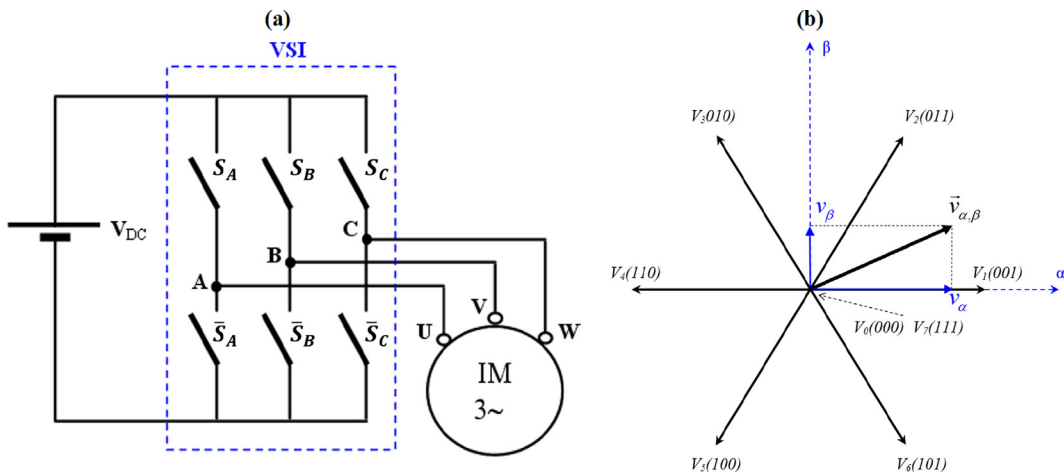 (a)
VSI
S_A S_B S_C
V_DC
C
B
A
S̄_A S̄_B S̄_C
U V W
IM
3~
(b)
β
V₃010) V₂(011)
v_β v⃗_α,β
V₄(110) V₁(001) α
v_α
V₀(000) V₇(111)
V₅(100) V₆(101)